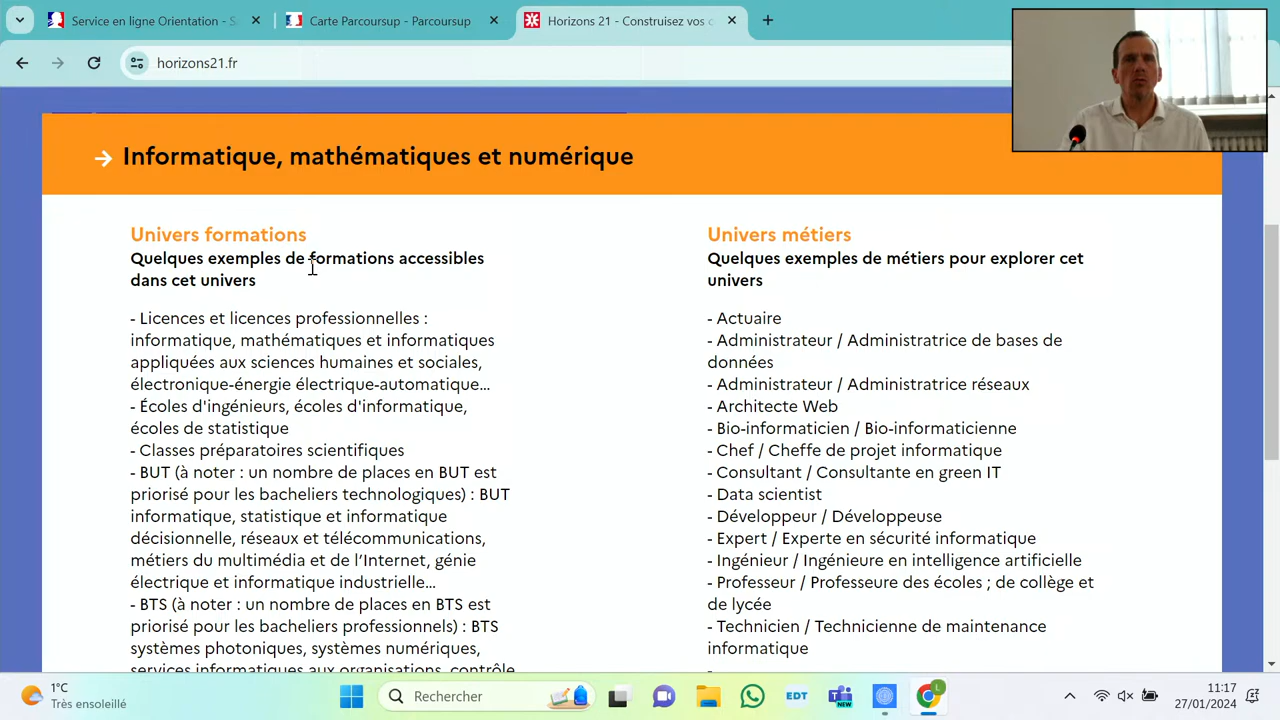 Service en ligne Orientation - S
Carte Parcoursup - Parcoursup
Horizons 21 - Construisez vos c
horizons21.fr
Informatique, mathématiques et numérique
Univers formations
Quelques exemples de formations accessibles
dans cet univers
- Licences et licences professionnelles :
informatique, mathématiques et informatiques
appliquées aux sciences humaines et sociales,
électronique-énergie électrique-automatique...
- Écoles d'ingénieurs, écoles d'informatique,
écoles de statistique
- Classes préparatoires scientifiques
- BUT (à noter : un nombre de places en BUT est
priorisé pour les bacheliers technologiques) : BUT
informatique, statistique et informatique
décisionnelle, réseaux et télécommunications,
métiers du multimédia et de l'Internet, génie
électrique et informatique industrielle...
- BTS (à noter : un nombre de places en BTS est
priorisé pour les bacheliers professionnels) : BTS
systèmes photoniques, systèmes numériques,
services informatiques aux organisations, contrôle
Univers métiers
Quelques exemples de métiers pour explorer cet
univers
- Actuaire
- Administrateur / Administratrice de bases de
données
- Administrateur / Administratrice réseaux
- Architecte Web
- Bio-informaticien / Bio-informaticienne
- Chef / Cheffe de projet informatique
- Consultant / Consultante en green IT
- Data scientist
- Développeur / Développeuse
- Expert / Experte en sécurité informatique
- Ingénieur / Ingénieure en intelligence artificielle
- Professeur / Professeure des écoles ; de collège et
de lycée
- Technicien / Technicienne de maintenance
informatique
1°C
Très ensoleillé
Rechercher
EDT
NEW
L
11:17
27/01/2024